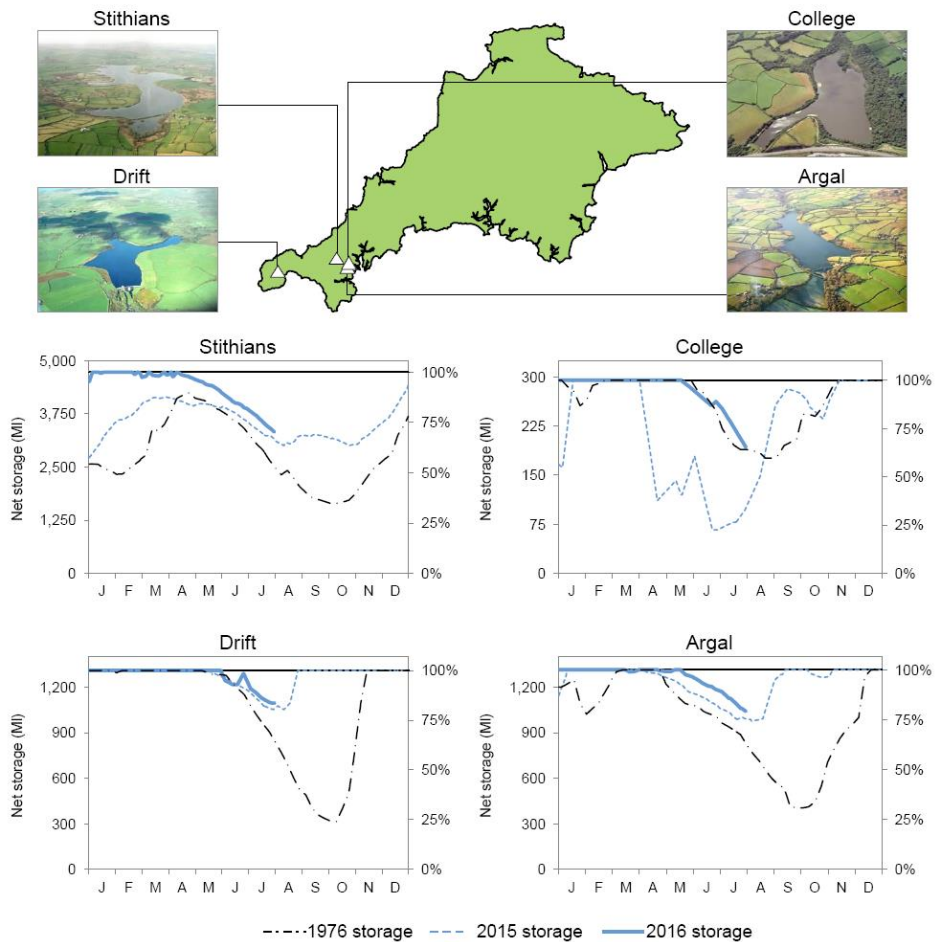 Stithians
College
Drift
Argal
Stithians
5,000
3,750
2,500
1,250
0
Net storage (Ml)
100%
75%
50%
25%
0%
J F M A M J J A S O N D
College
300
225
150
75
0
Net storage (Ml)
100%
75%
50%
25%
0%
J F M A M J J A S O N D
Drift
1,200
900
600
300
0
Net storage (Ml)
100%
75%
50%
25%
0%
J F M A M J J A S O N D
Argal
1,200
900
600
300
0
Net storage (Ml)
100%
75%
50%
25%
0%
J F M A M J J A S O N D
1976 storage 2015 storage 2016 storage